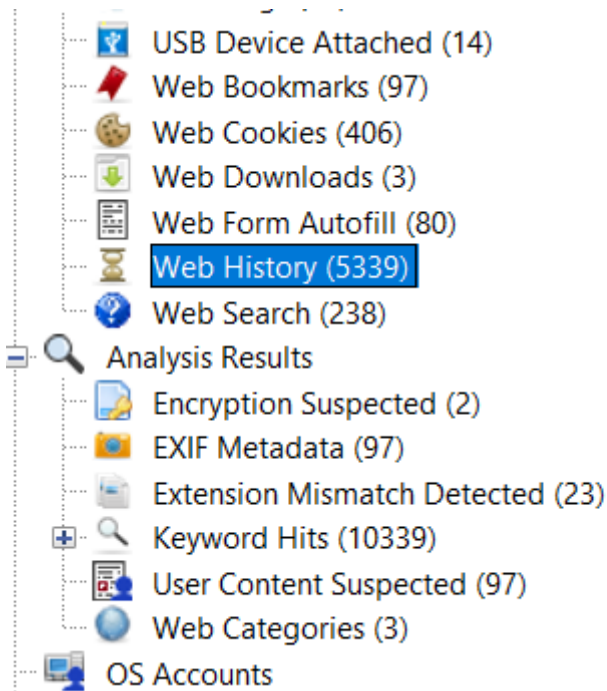 USB Device Attached (14)
Web Bookmarks (97)
Web Cookies (406)
Web Downloads (3)
Web Form Autofill (80)
Web History (5339)
Web Search (238)
Analysis Results
Encryption Suspected (2)
EXIF Metadata (97)
Extension Mismatch Detected (23)
Keyword Hits (10339)
User Content Suspected (97)
Web Categories (3)
OS Accounts